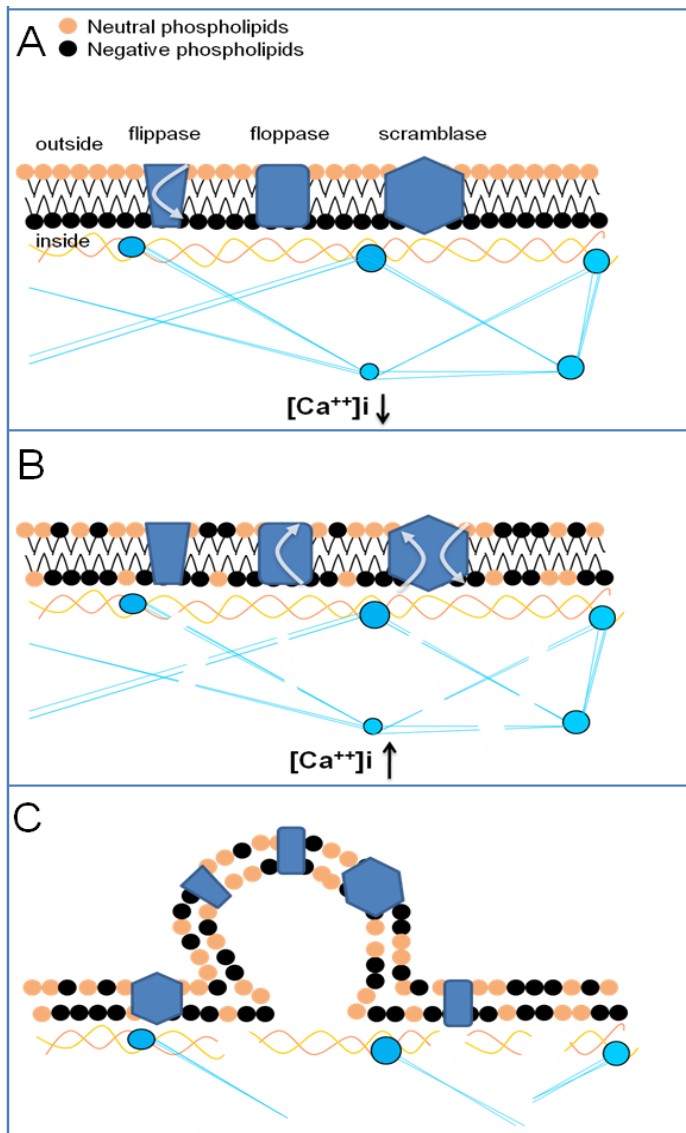 A
Neutral phospholipids
Negative phospholipids
outside
flippase
floppase
scramblase
inside
[Ca⁺⁺]i ↓
B
[Ca⁺⁺]i ↑
C